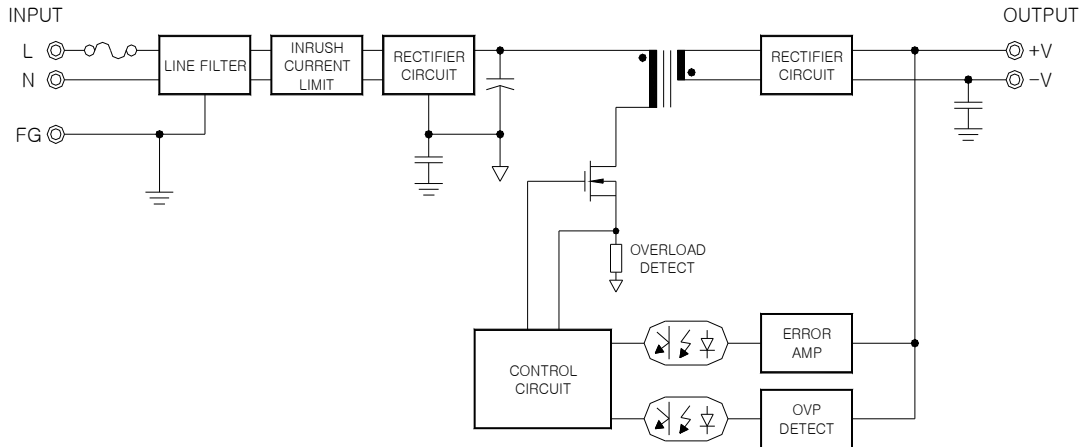 INPUT
OUTPUT
L
LINE FILTER
INRUSH
CURRENT
LIMIT
RECTIFIER
CIRCUIT
RECTIFIER
CIRCUIT
+V
N
−V
FG
OVERLOAD
DETECT
CONTROL
CIRCUIT
ERROR
AMP
OVP
DETECT